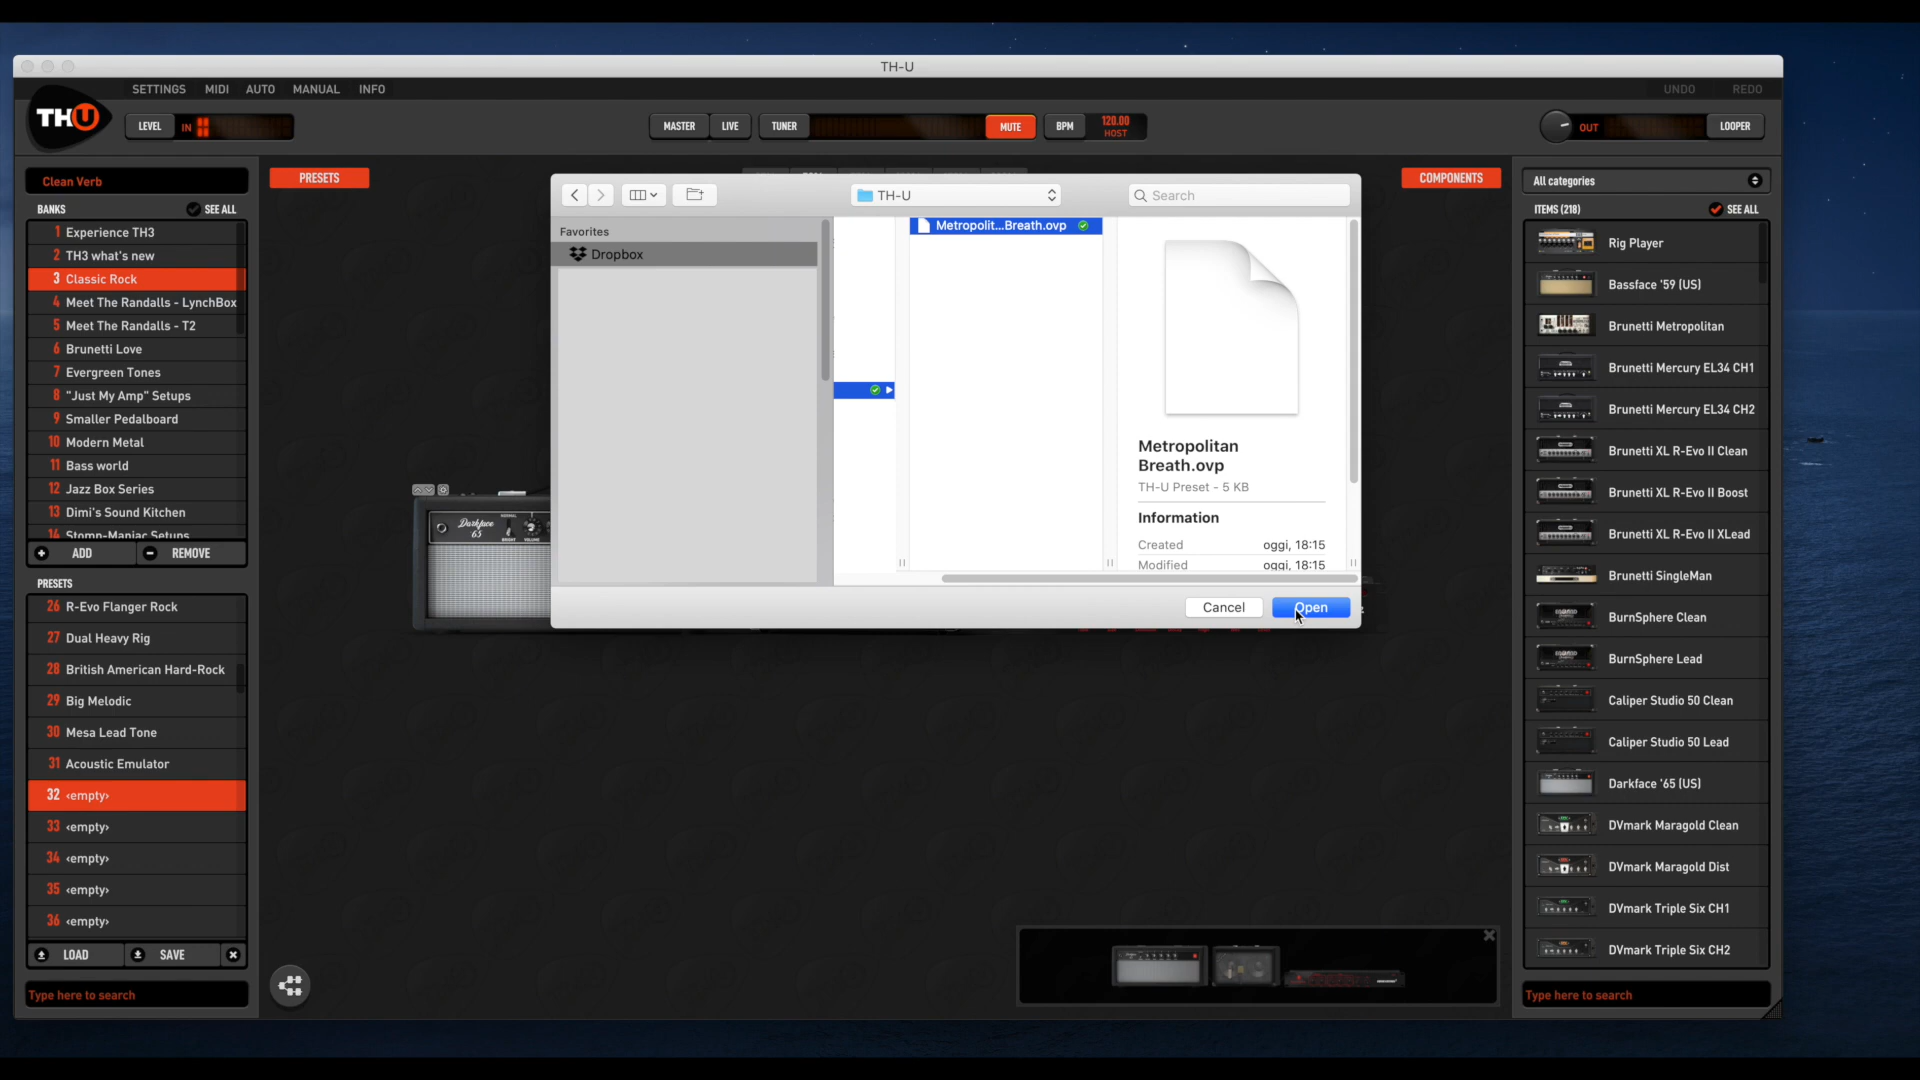 TH-U
SETTINGS MIDI AUTO MANUAL INFO
UNDO REDO
THU
LEVEL IN
MASTER LIVE TUNER MUTE BPM 120.00
HOST
OUT LOOPER
Clean Verb
BANKS SEE ALL
1 Experience TH3
2 TH3 what's new
3 Classic Rock
4 Meet The Randalls - LynchBox
5 Meet The Randalls - T2
6 Brunetti Love
7 Evergreen Tones
8 "Just My Amp" Setups
9 Smaller Pedalboard
10 Modern Metal
11 Bass world
12 Jazz Box Series
13 Dimi's Sound Kitchen
14 Stomp-Maniac Setups
ADD REMOVE
PRESETS
26 R-Evo Flanger Rock
27 Dual Heavy Rig
28 British American Hard-Rock
29 Big Melodic
30 Mesa Lead Tone
31 Acoustic Emulator
32 ‹empty›
33 ‹empty›
34 ‹empty›
35 ‹empty›
36 ‹empty›
LOAD SAVE
Type here to search
PRESETS
Darkface
65
NORMAL
BRIGHT VOLUME
TH-U
Search
Favorites
Dropbox
Metropolit...Breath.ovp
Metropolitan
Breath.ovp
TH-U Preset - 5 KB
Information
Created oggi, 18:15
Modified oggi, 18:15
Cancel Open
COMPONENTS
All categories
ITEMS (218) SEE ALL
Rig Player
Bassface '59 (US)
Brunetti Metropolitan
Brunetti Mercury EL34 CH1
Brunetti Mercury EL34 CH2
Brunetti XL R-Evo II Clean
Brunetti XL R-Evo II Boost
Brunetti XL R-Evo II XLead
Brunetti SingleMan
BurnSphere Clean
BurnSphere Lead
Caliper Studio 50 Clean
Caliper Studio 50 Lead
Darkface '65 (US)
DVmark Maragold Clean
DVmark Maragold Dist
DVmark Triple Six CH1
DVmark Triple Six CH2
Type here to search